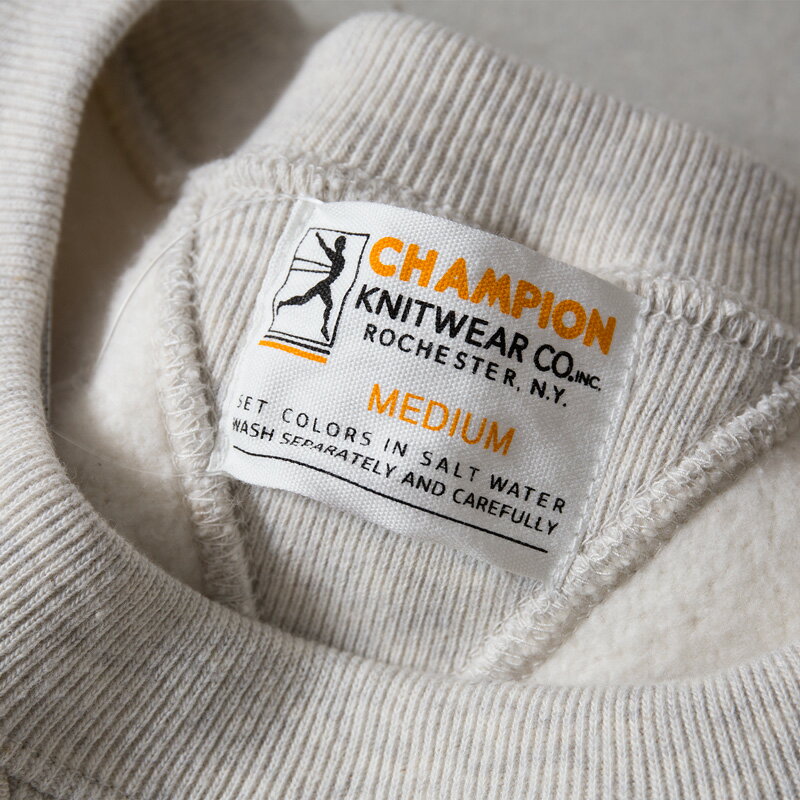 CHAMPION
KNITWEAR CO.INC.
ROCHESTER, N.Y.
MEDIUM
SET COLORS IN SALT WATER
WASH SEPARATELY AND CAREFULLY